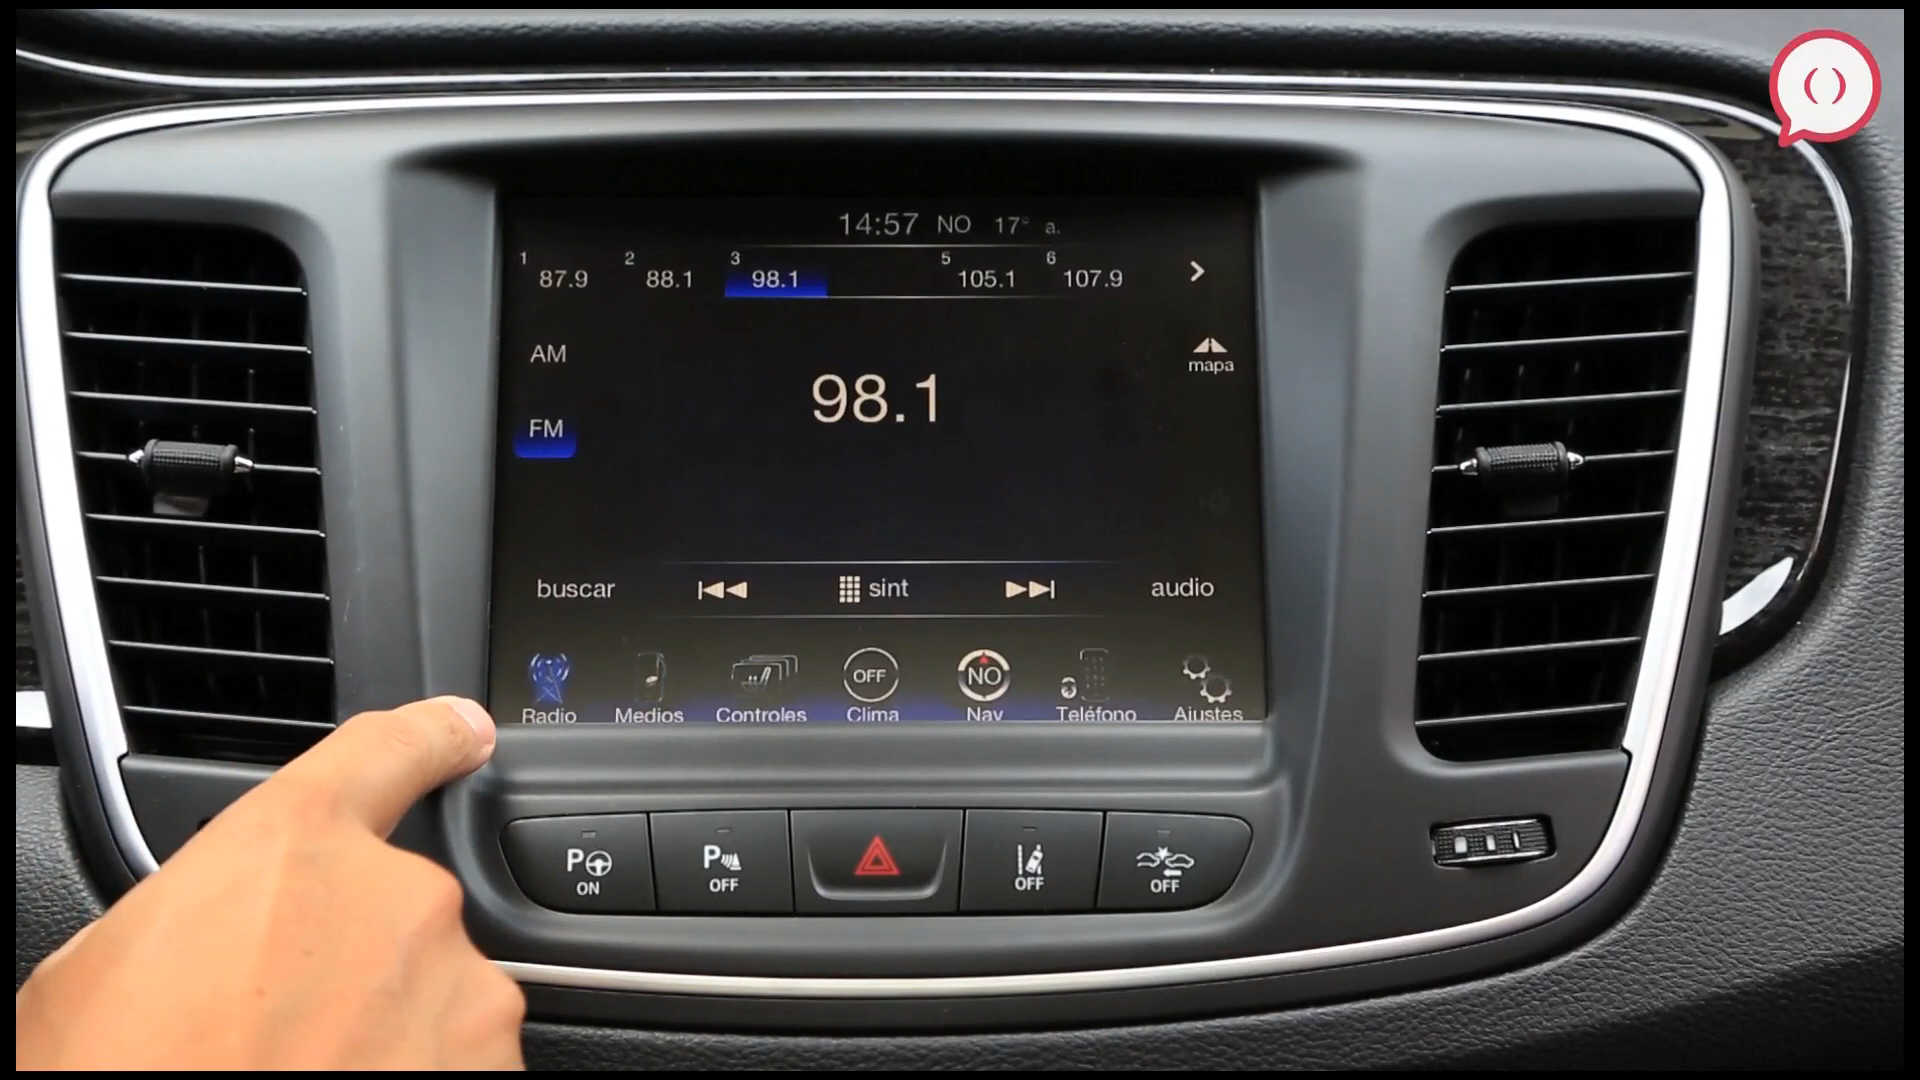 14:57 NO 17° a.
1 87.9 2 88.1 3 98.1 5 105.1 6 107.9
AM
mapa
98.1
FM
buscar sint audio
OFF NO
Radio Medios Controles Clima Nav Teléfono Ajustes
P ON P OFF OFF OFF